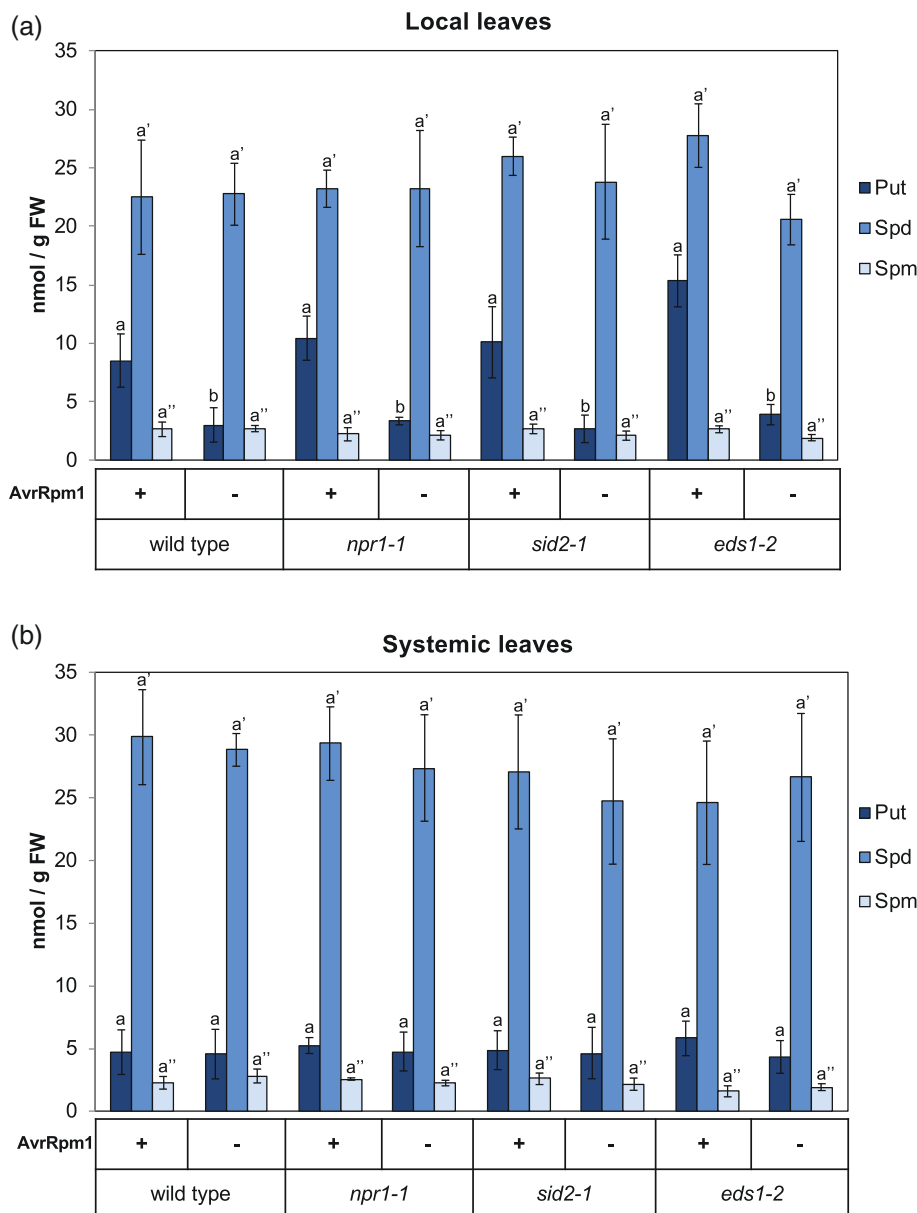 (a)
Local leaves
35
30
25
20
15
10
5
0
nmol / g FW
a a' a'' b a' a'' a a' a'' b a' a'' a a' a'' b a' a'' a a' a'' b a' a''
Put
Spd
Spm
AvrRpm1 + - + - + - + -
wild type npr1-1 sid2-1 eds1-2
(b)
Systemic leaves
35
30
25
20
15
10
5
0
nmol / g FW
a a' a'' a a' a'' a a' a'' a a' a'' a a' a'' a a' a'' a a' a'' a a' a''
Put
Spd
Spm
AvrRpm1 + - + - + - + -
wild type npr1-1 sid2-1 eds1-2